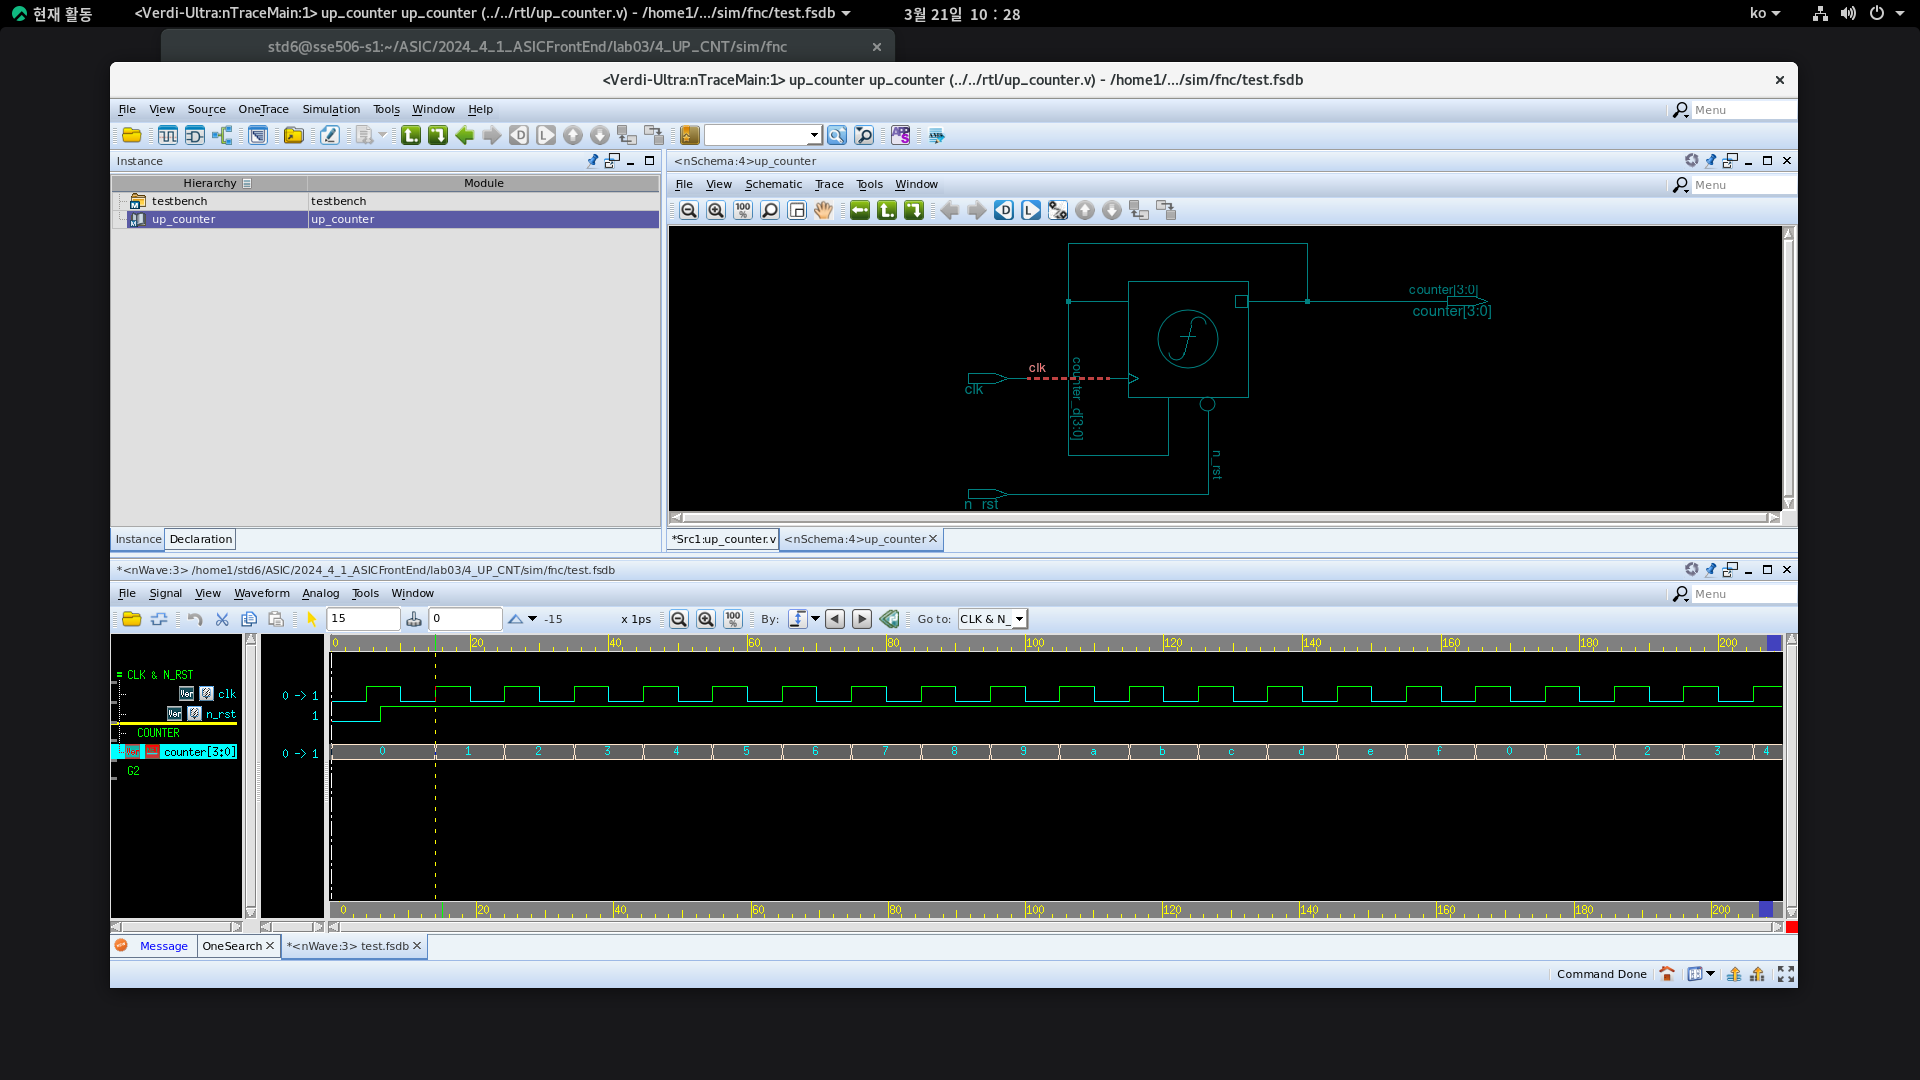 현재 활동
<Verdi-Ultra:nTraceMain:1> up_counter up_counter (../../rtl/up_counter.v) - /home1/.../sim/fnc/test.fsdb
3월 21일 10 : 28
ko
std6@sse506-s1:~/ASIC/2024_4_1_ASICFrontEnd/lab03/4_UP_CNT/sim/fnc
<Verdi-Ultra:nTraceMain:1> up_counter up_counter (../../rtl/up_counter.v) - /home1/.../sim/fnc/test.fsdb
File View Source OneTrace Simulation Tools Window Help
Menu
Instance
Hierarchy Module
testbench testbench
up_counter up_counter
Instance Declaration
<nSchema:4>up_counter
File View Schematic Trace Tools Window
Menu
100%
counter[3:0]
counter[3:0]
clk
clk
counter_d[3:0]
n_rst
n_rst
*Src1:up_counter.v <nSchema:4>up_counter
*<nWave:3> /home1/std6/ASIC/2024_4_1_ASICFrontEnd/lab03/4_UP_CNT/sim/fnc/test.fsdb
File Signal View Waveform Analog Tools Window
Menu
15 0 -15 x 1ps 100% By: Go to: CLK & N_
0 20 40 60 80 100 120 140 160 180 200
CLK & N_RST
Var clk 0 -> 1
Var n_rst 1
COUNTER
Var counter[3:0] 0 -> 1 0 1 2 3 4 5 6 7 8 9 a b c d e f 0 1 2 3 4
G2
0 20 40 60 80 100 120 140 160 180 200
Message OneSearch *<nWave:3> test.fsdb
Command Done